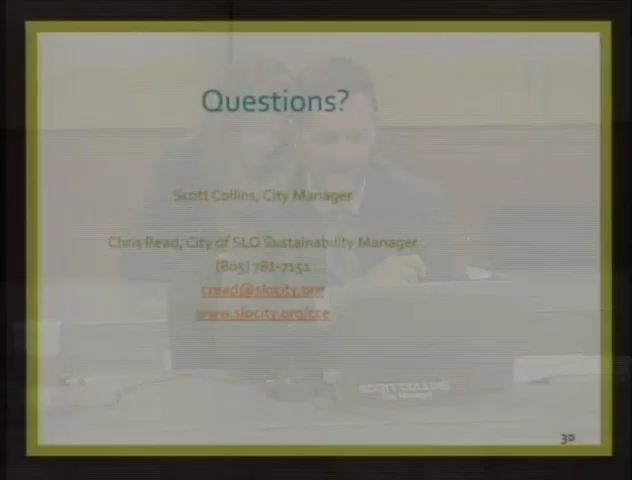 Questions?
Scott Collins, City Manager
Chris Read, City of SLO Sustainability Manager
(805) 781-7151
cread@slocity.org
www.slocity.org/cce
SCOTT COLLINS
City Manager
30